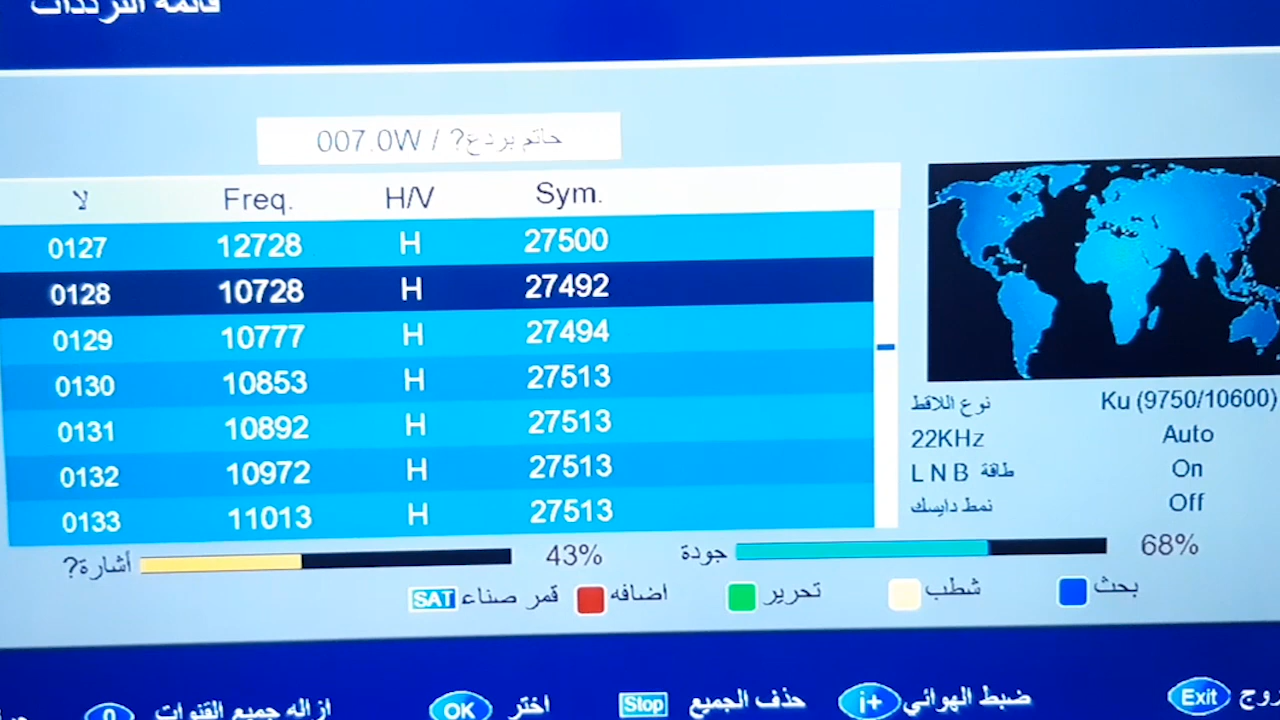 قائمة الترددات
007.0W / ?حاتم بردع
لا Freq. H/V Sym.
0127 12728 H 27500
0128 10728 H 27492
0129 10777 H 27494
0130 10853 H 27513
0131 10892 H 27513
0132 10972 H 27513
0133 11013 H 27513
نوع اللاقط Ku (9750/10600)
22KHz Auto
LNB طاقة On
نمط دايسك Off
أشارة? 43% جودة 68%
SAT قمر صناء اضافه تحرير شطب بحث
0 ازاله جميع القنوات OK اختر Stop حذف الجميع i+ ضبط الهوائي Exit